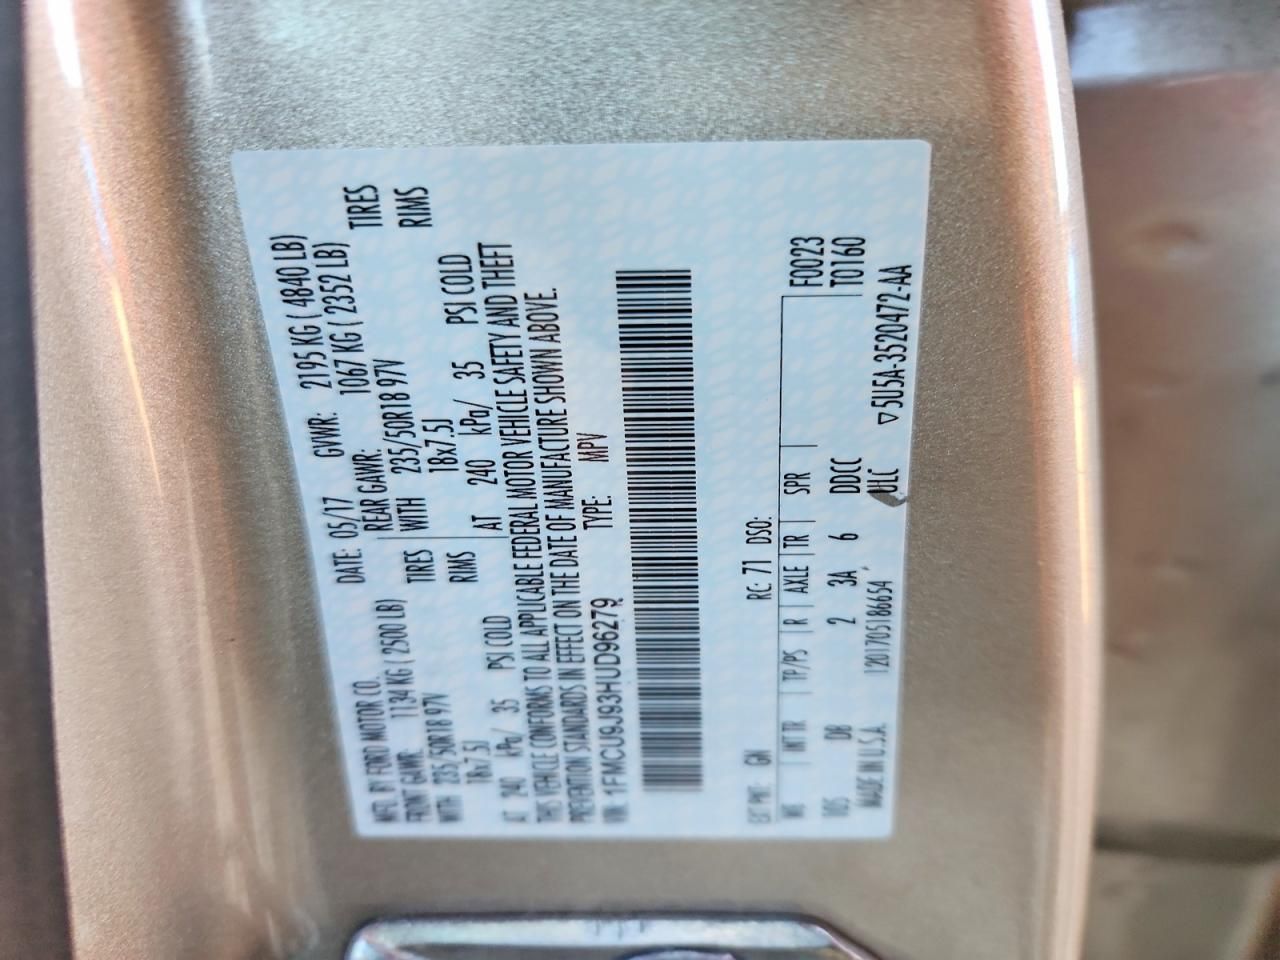 MFD. BY FORD MOTOR CO.
DATE: 05/17 GVWR: 2195 KG ( 4840 LB)
FRONT GAWR: 1134 KG ( 2500 LB) REAR GAWR: 1067 KG ( 2352 LB)
WITH 235/50R18 97V TIRES WITH 235/50R18 97V TIRES
18x7.5J RIMS 18x7.5J RIMS
AT 240 kPa/ 35 PSI COLD AT 240 kPa/ 35 PSI COLD
THIS VEHICLE CONFORMS TO ALL APPLICABLE FEDERAL MOTOR VEHICLE SAFETY AND THEFT
PREVENTION STANDARDS IN EFFECT ON THE DATE OF MANUFACTURE SHOWN ABOVE.
VIN: 1FMCU9J93HUD96279 TYPE: MPV
EXT PNT: GN RC: 71 DSO: F0023
WB INT TR TP/PS R AXLE TR SPR T0160
105 DB 2 3A 6 DDCC
ULC ▽5U5A-3520472-AA
MADE IN U.S.A. 120170518665​4